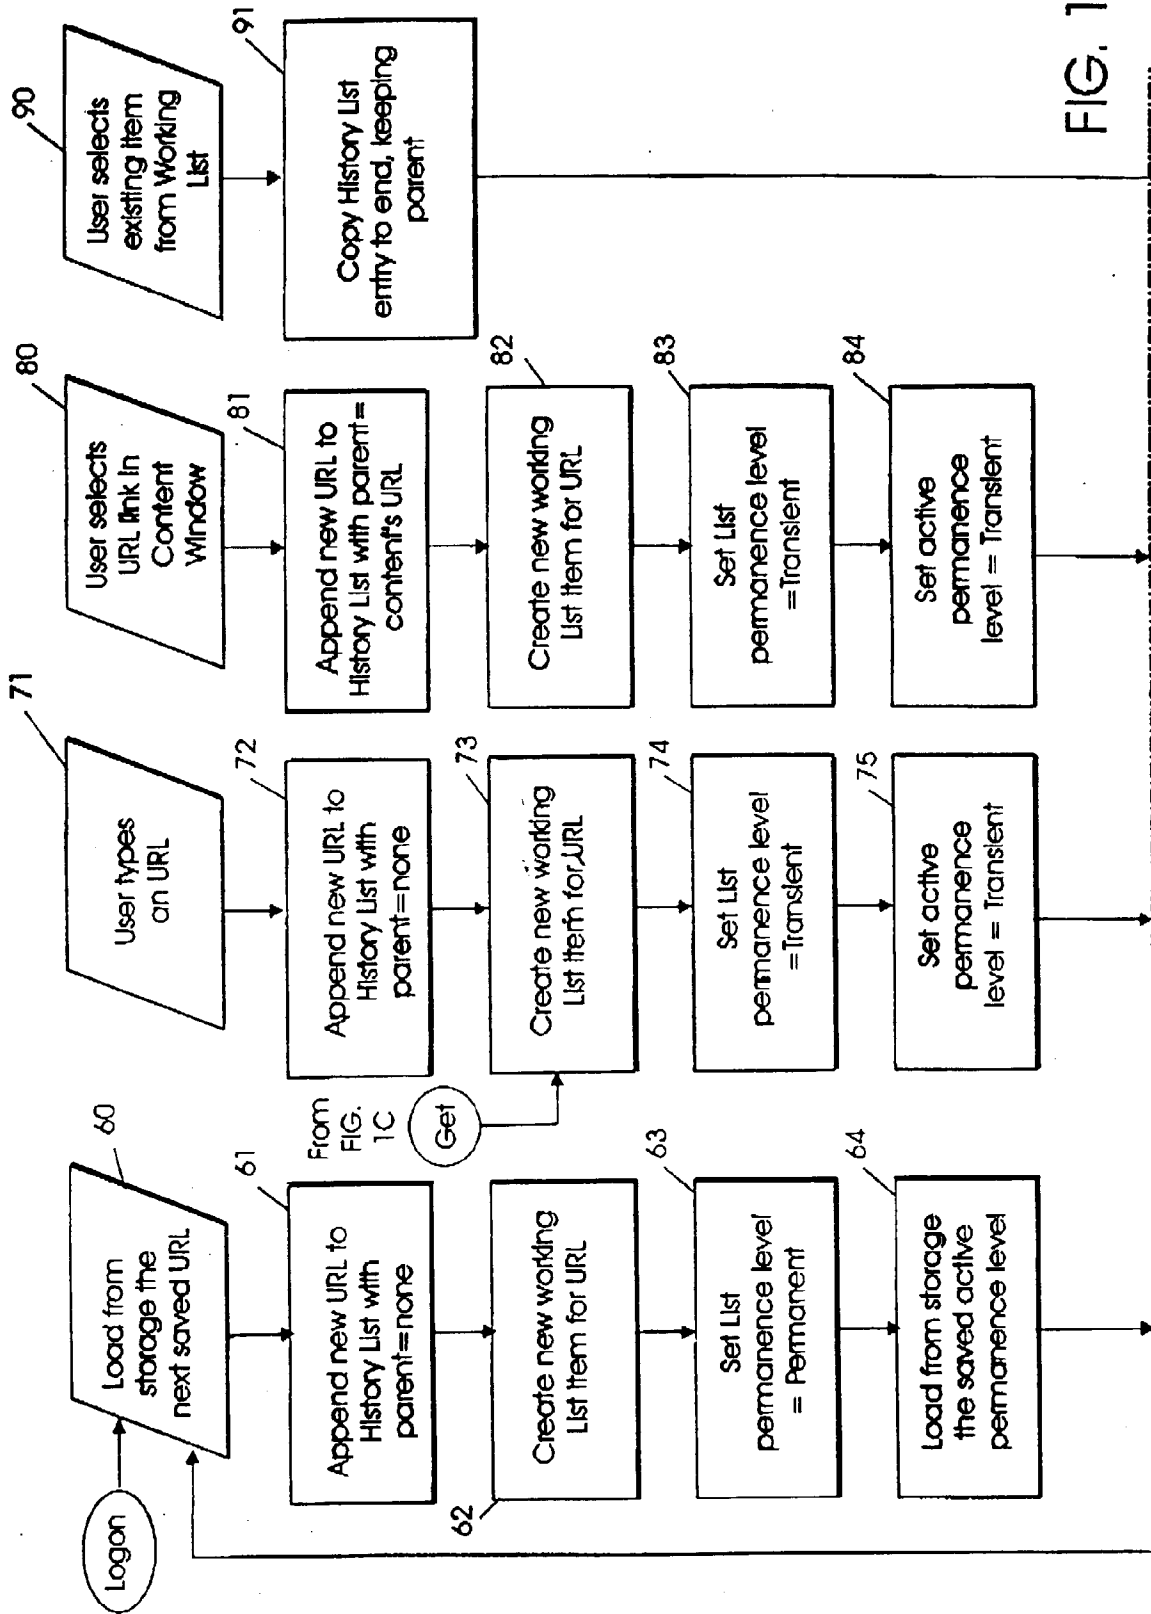 Logon
60
Load from
storage the
next saved URL
61
Append new URL to
History List with
parent=none
62
Create new working
List item for URL
63
Set List
permanence level
= Permanent
64
Load from storage
the saved active
permanence level
71
User types
an URL
72
Append new URL to
History List with
parent=none
From
FIG.
1C
Get
73
Create new working
List item for URL
74
Set List
permanence level
=Transient
75
Set active
permanence
level = Transient
80
User selects
URL link in
Content
Window
81
Append new URL to
History List with parent=
content's URL
82
Create new working
List item for URL
83
Set List
permanence level
=Transient
84
Set active
permanence
level = Transient
90
User selects
existing item
from Working
List
91
Copy History List
entry to end, keeping
parent
FIG. 1